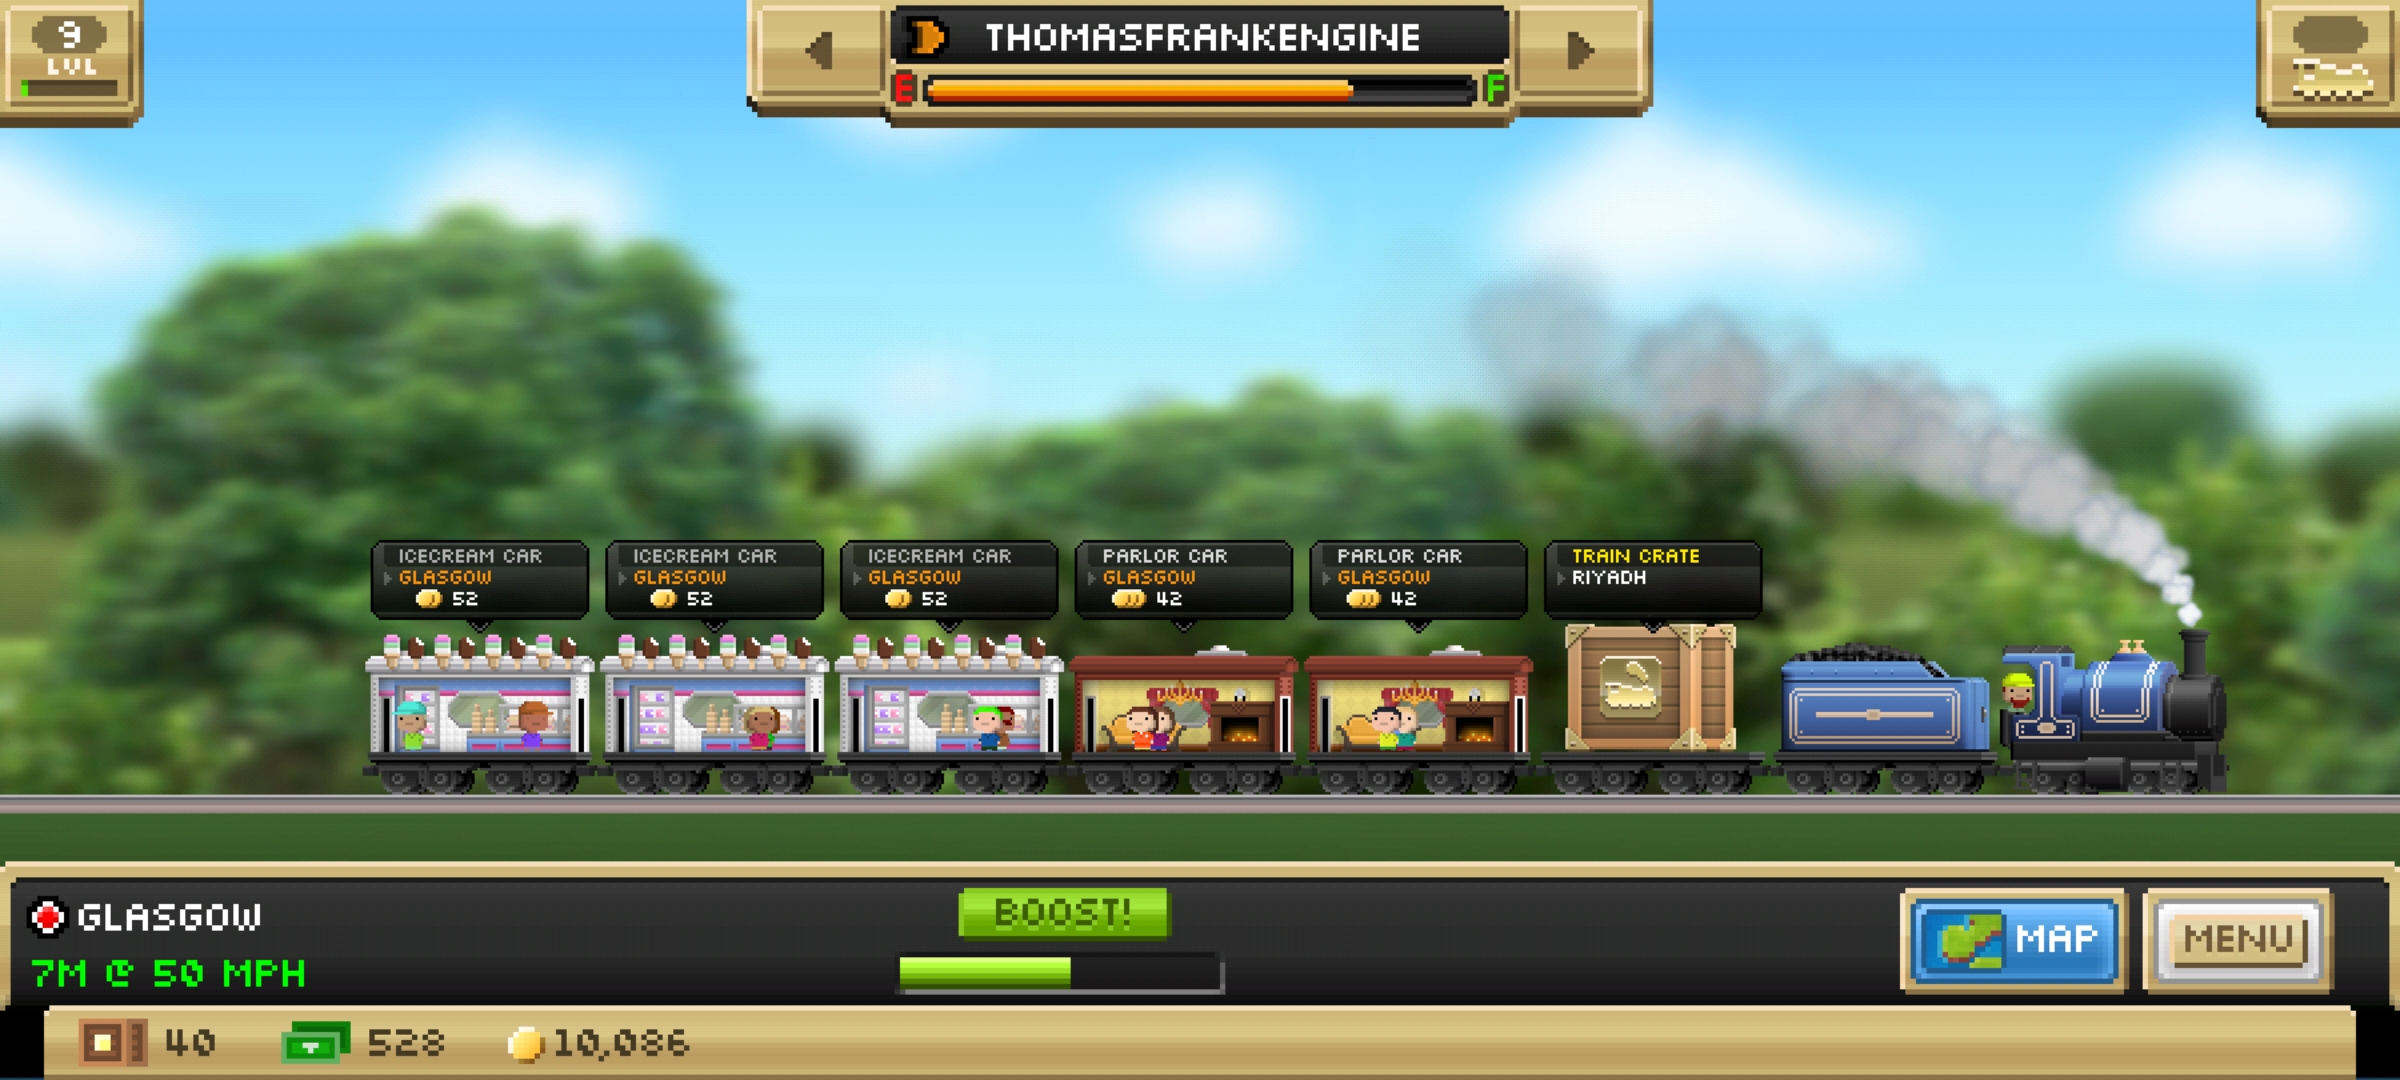 9
LVL
THOMASFRANKENGINE
E F
ICECREAM CAR
GLASGOW
52
ICECREAM CAR
GLASGOW
52
ICECREAM CAR
GLASGOW
52
PARLOR CAR
GLASGOW
42
PARLOR CAR
GLASGOW
42
TRAIN CRATE
RIYADH
GLASGOW
7M @ 50 MPH
BOOST!
MAP
MENU
40
528
10,086